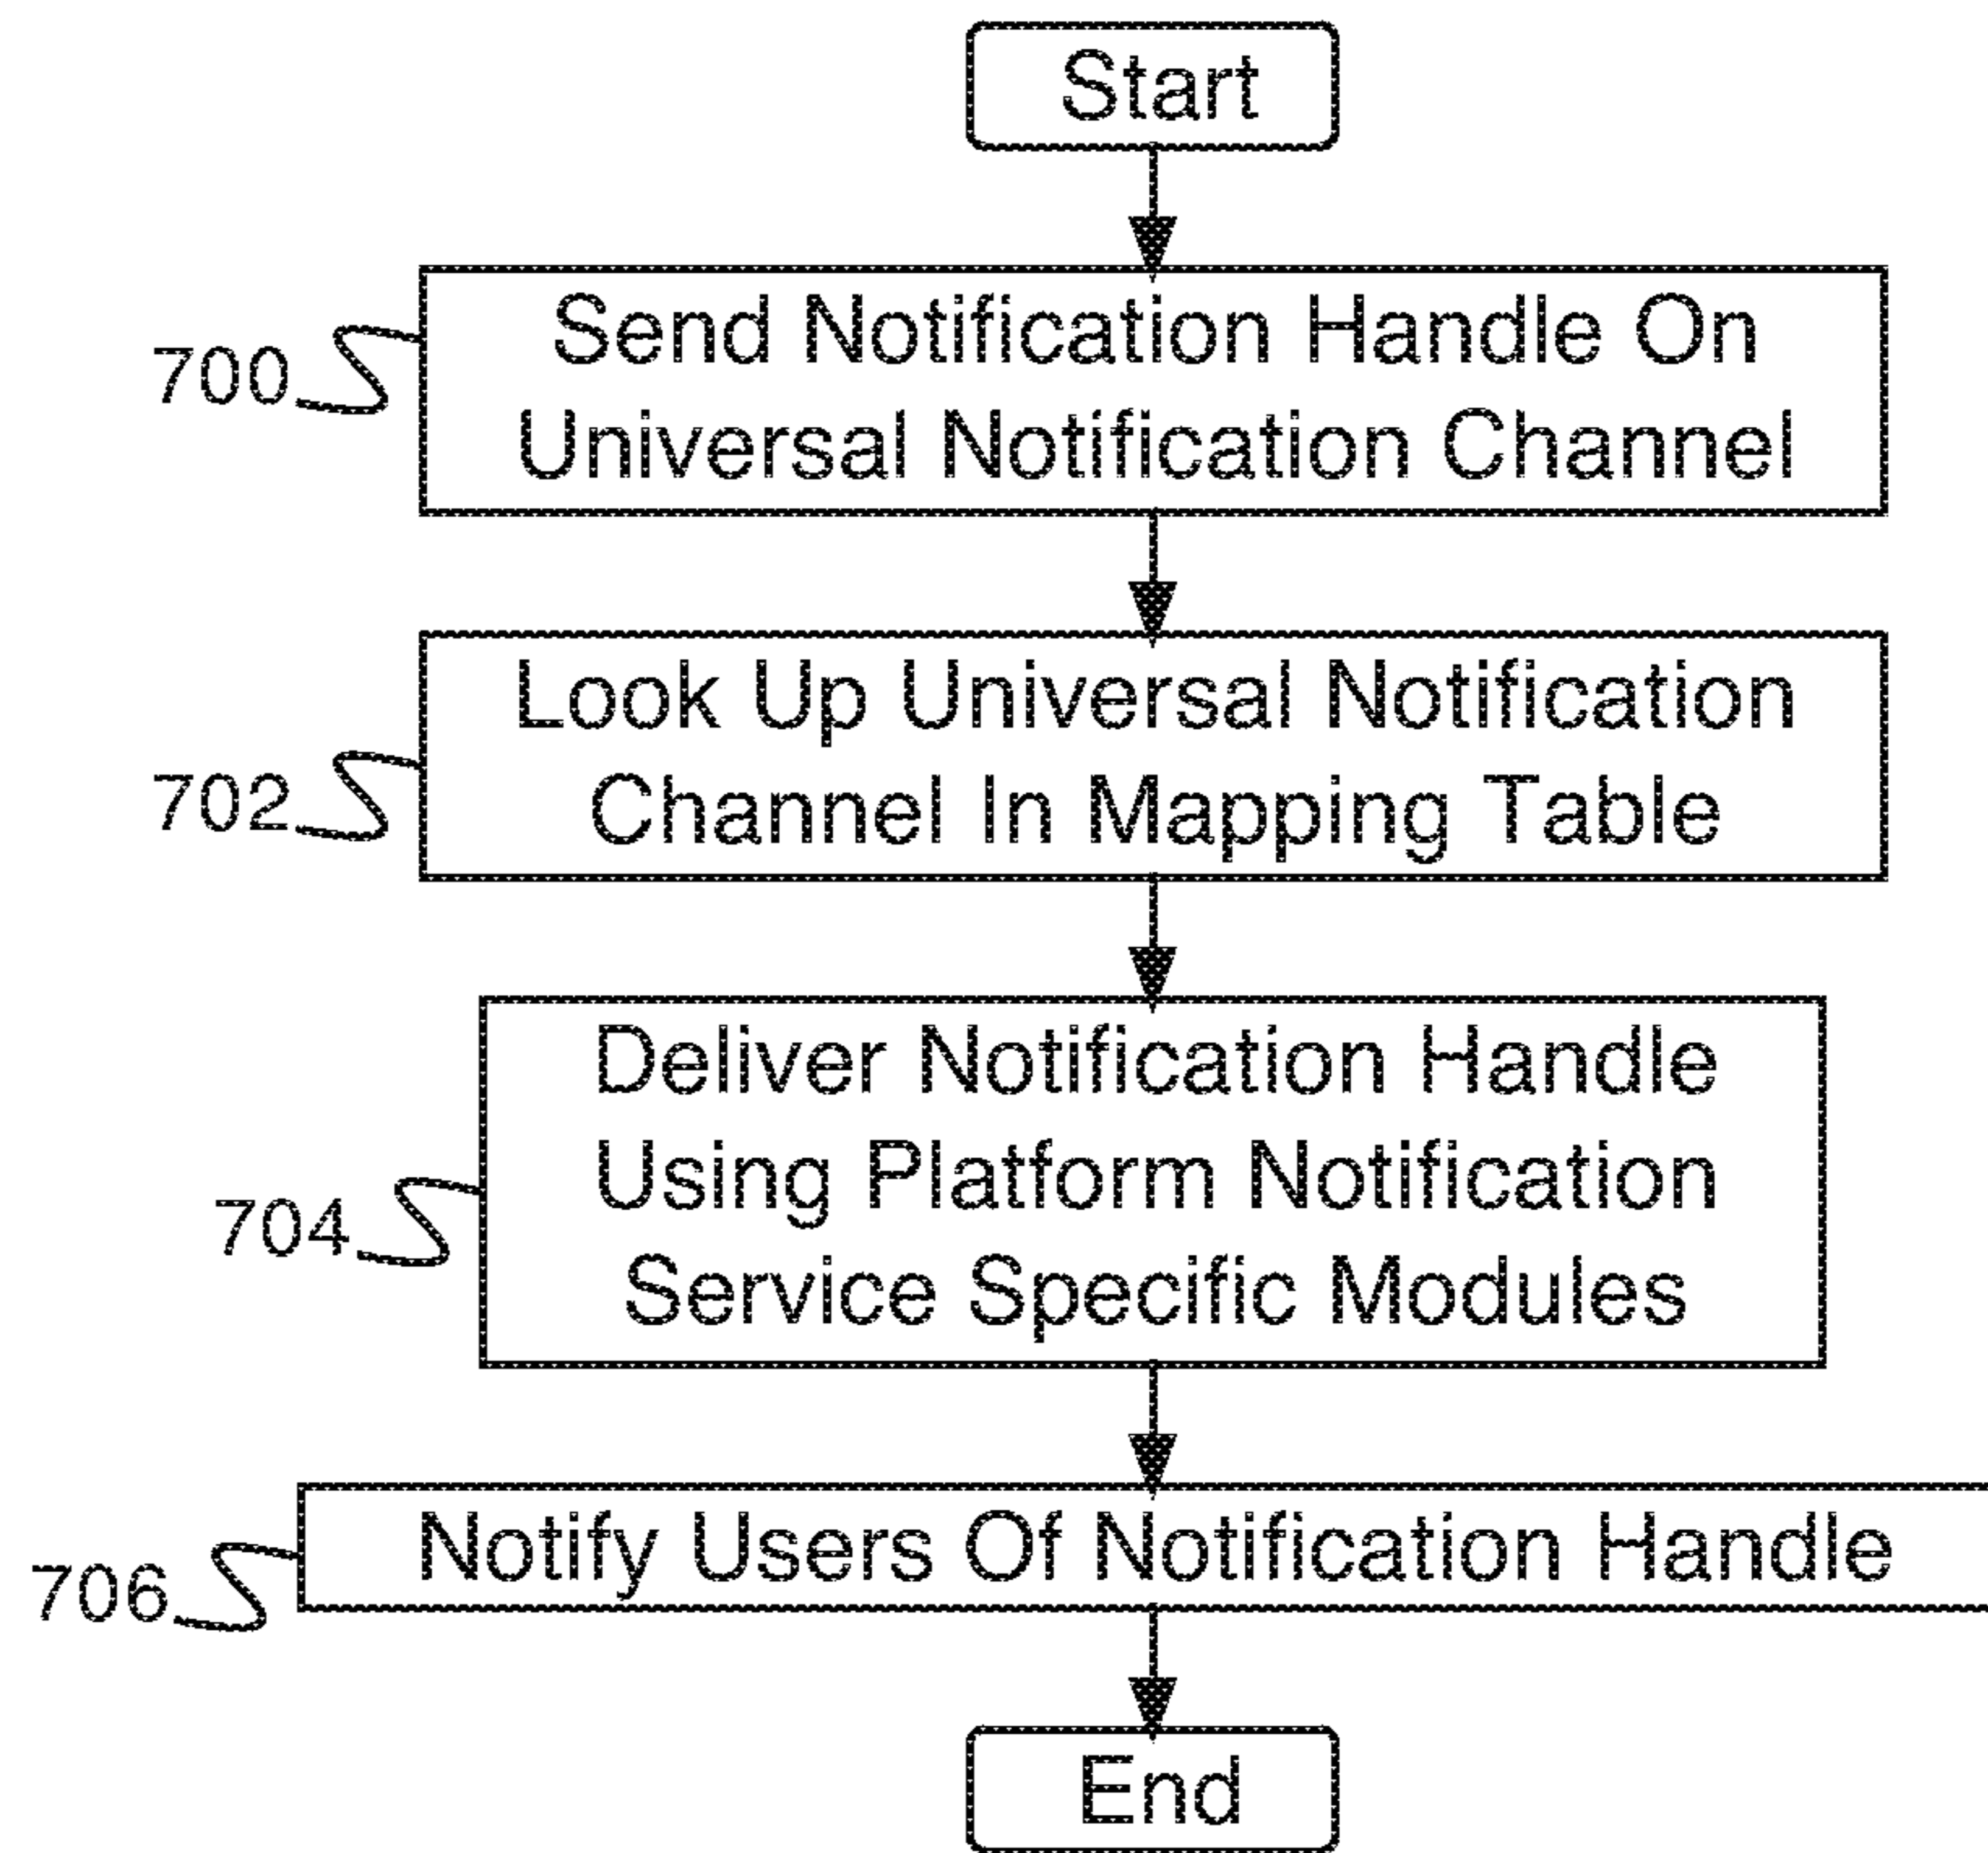 Start
700
Send Notification Handle On
Universal Notification Channel
702
Look Up Universal Notification
Channel In Mapping Table
704
Deliver Notification Handle
Using Platform Notification
Service Specific Modules
706
Notify Users Of Notification Handle
End